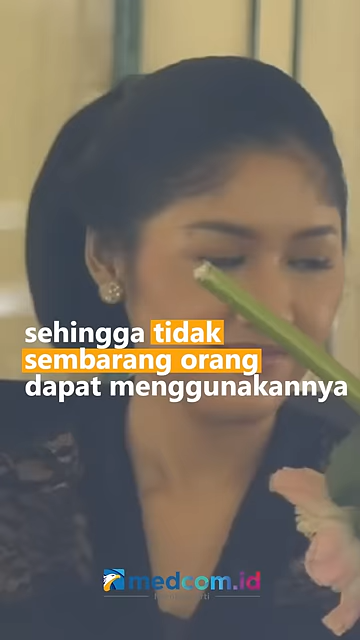 sehingga tidak
sembarang orang
dapat menggunakannya
medcom.id